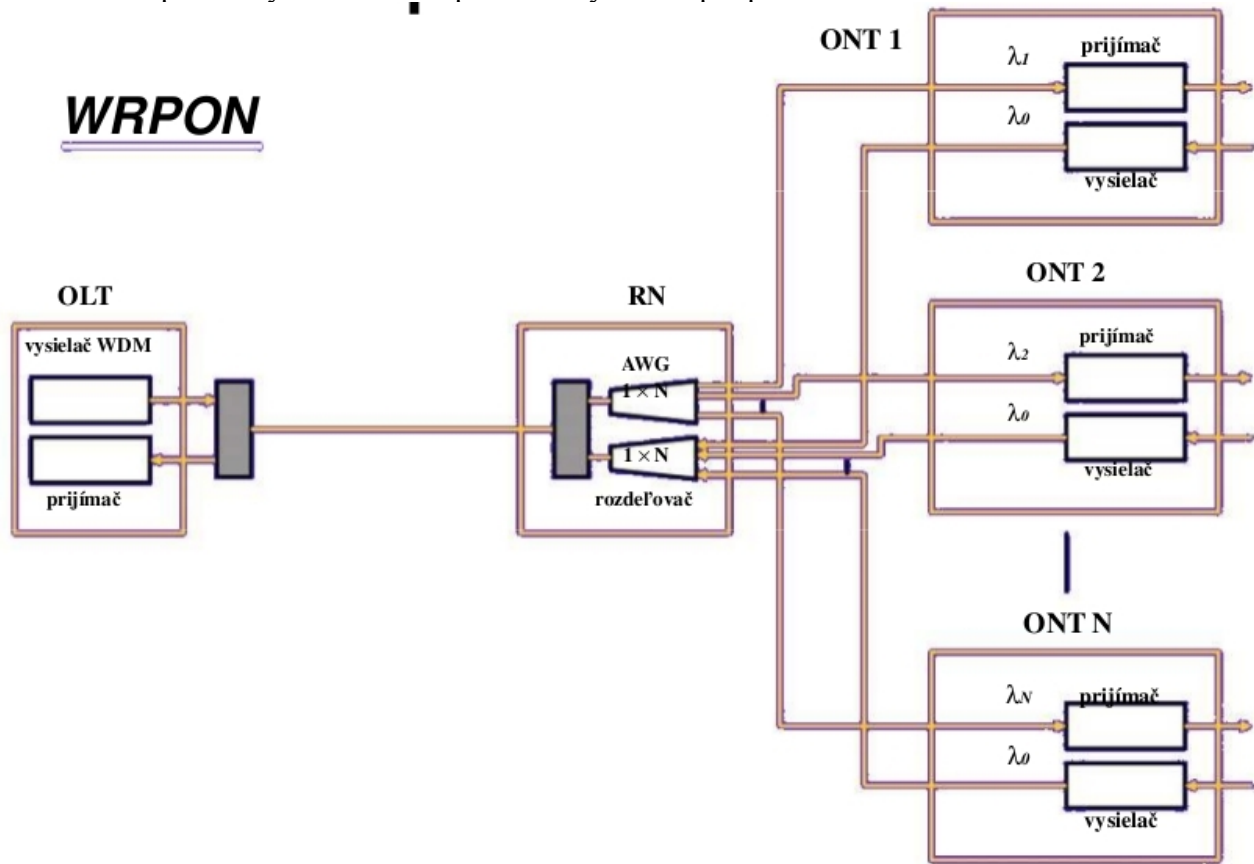 WRPON
ONT 1
λ1
prijímač
λ0
vysielač
OLT
vysielač WDM
prijímač
RN
AWG
1 × N
1 × N
rozdeľovač
ONT 2
λ2
prijímač
λ0
vysielač
ONT N
λN
prijímač
λ0
vysielač